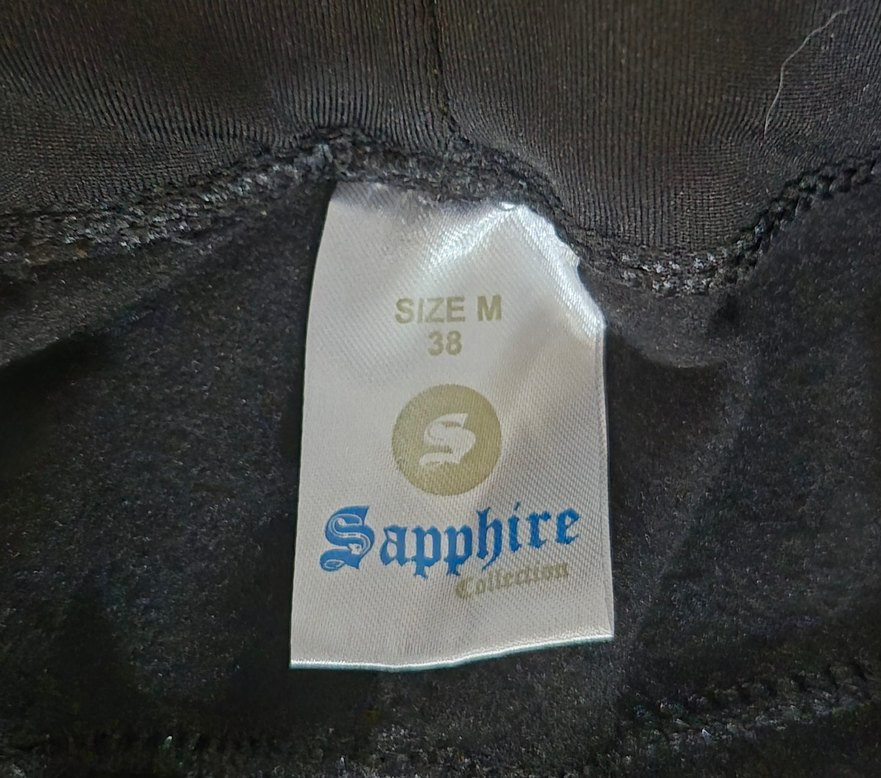 SIZE M
38
S
Sapphire
Collection